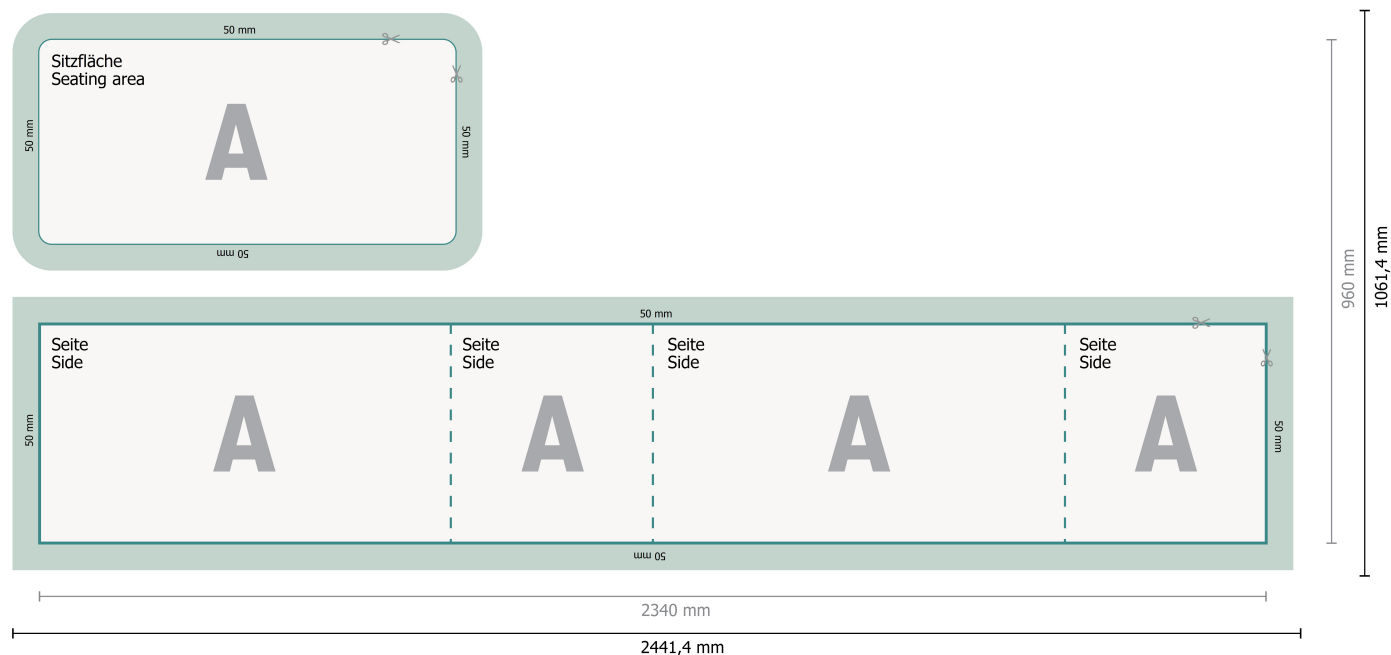 50 mm
Sitzfläche
Seating area
A
50 mm
50 mm
50 mm
50 mm
Seite
Side
Seite
Side
Seite
Side
Seite
Side
A
A
A
A
50 mm
50 mm
50 mm
960 mm
1061,4 mm
2340 mm
2441,4 mm